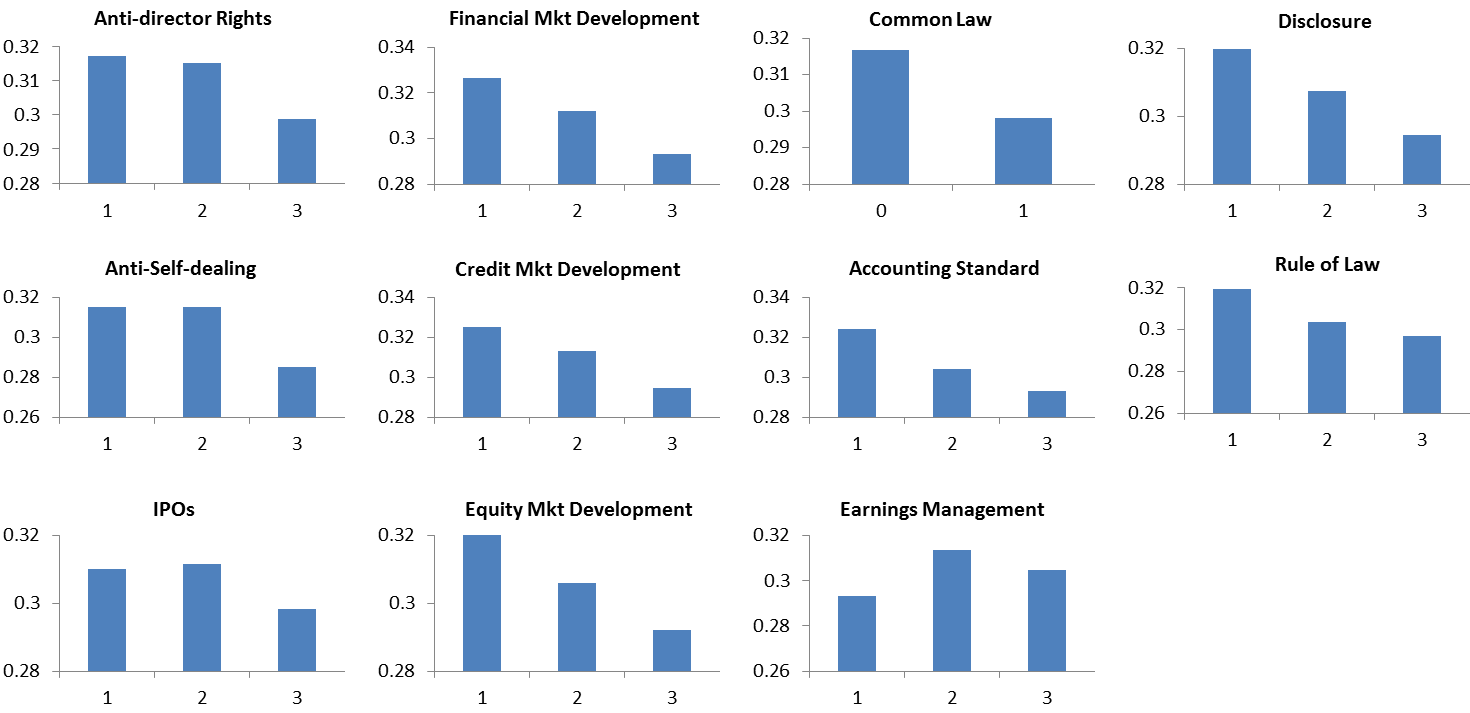 Anti-director Rights
0.32
0.31
0.3
0.29
0.28
1 2 3
Financial Mkt Development
0.34
0.32
0.3
0.28
1 2 3
Common Law
0.32
0.31
0.3
0.29
0.28
0 1
Disclosure
0.32
0.3
0.28
1 2 3
Anti-Self-dealing
0.32
0.3
0.28
0.26
1 2 3
Credit Mkt Development
0.34
0.32
0.3
0.28
1 2 3
Accounting Standard
0.34
0.32
0.3
0.28
1 2 3
Rule of Law
0.32
0.3
0.28
0.26
1 2 3
IPOs
0.32
0.3
0.28
1 2 3
Equity Mkt Development
0.32
0.3
0.28
1 2 3
Earnings Management
0.32
0.3
0.28
0.26
1 2 3